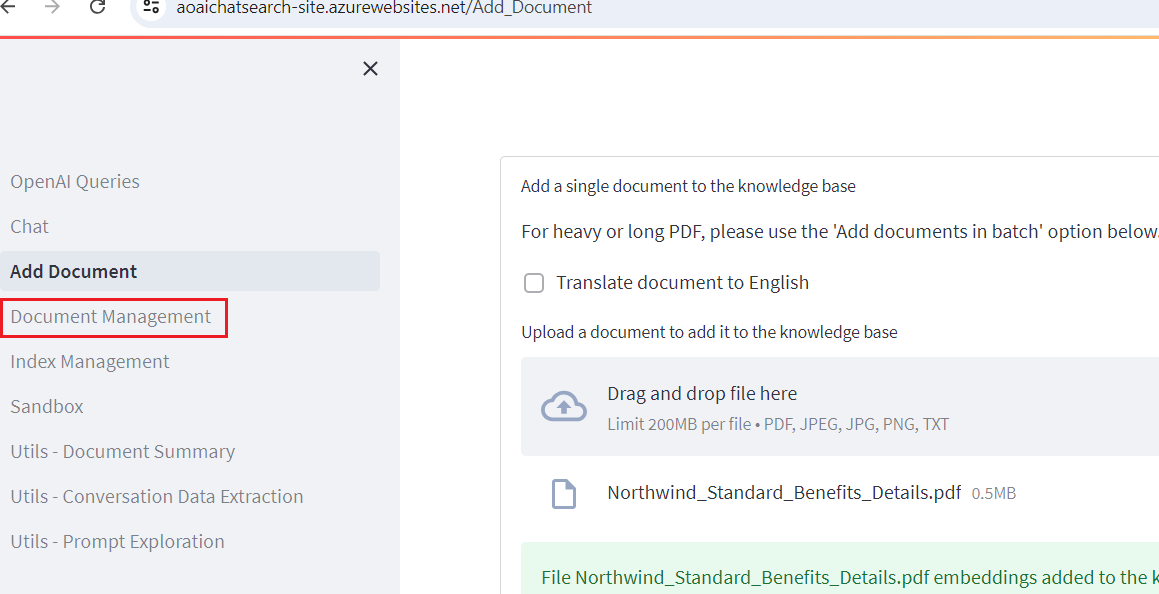 aoaichatsearch-site.azurewebsites.net/Add_Document
OpenAI Queries
Chat
Add Document
Document Management
Index Management
Sandbox
Utils - Document Summary
Utils - Conversation Data Extraction
Utils - Prompt Exploration
Add a single document to the knowledge base
For heavy or long PDF, please use the 'Add documents in batch' option below.
Translate document to English
Upload a document to add it to the knowledge base
Drag and drop file here
Limit 200MB per file • PDF, JPEG, JPG, PNG, TXT
Northwind_Standard_Benefits_Details.pdf 0.5MB
File Northwind_Standard_Benefits_Details.pdf embeddings added to the k